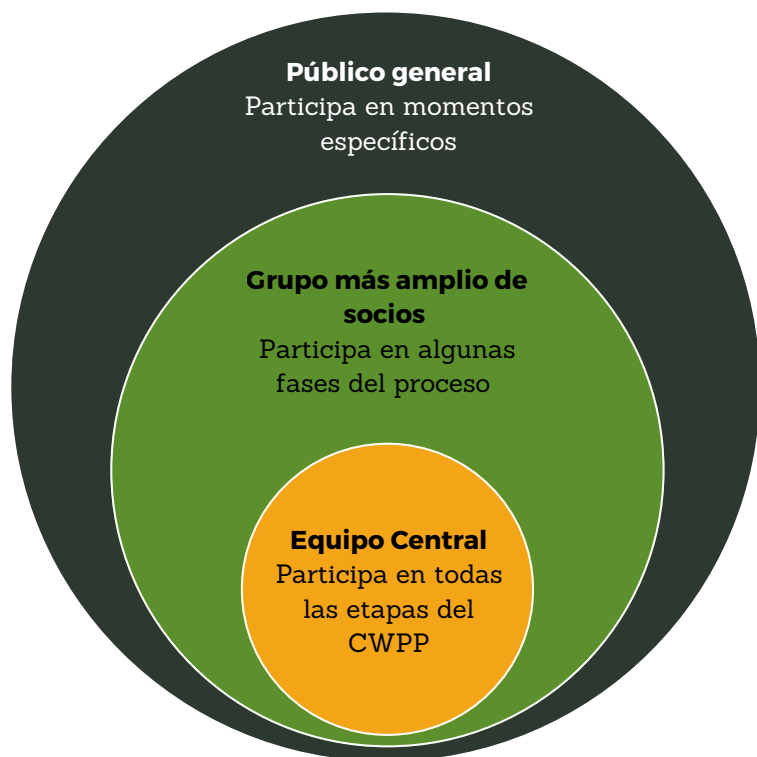 Público general
Participa en momentos
específicos
Grupo más amplio de
socios
Participa en algunas
fases del proceso
Equipo Central
Participa en todas
las etapas del
CWPP